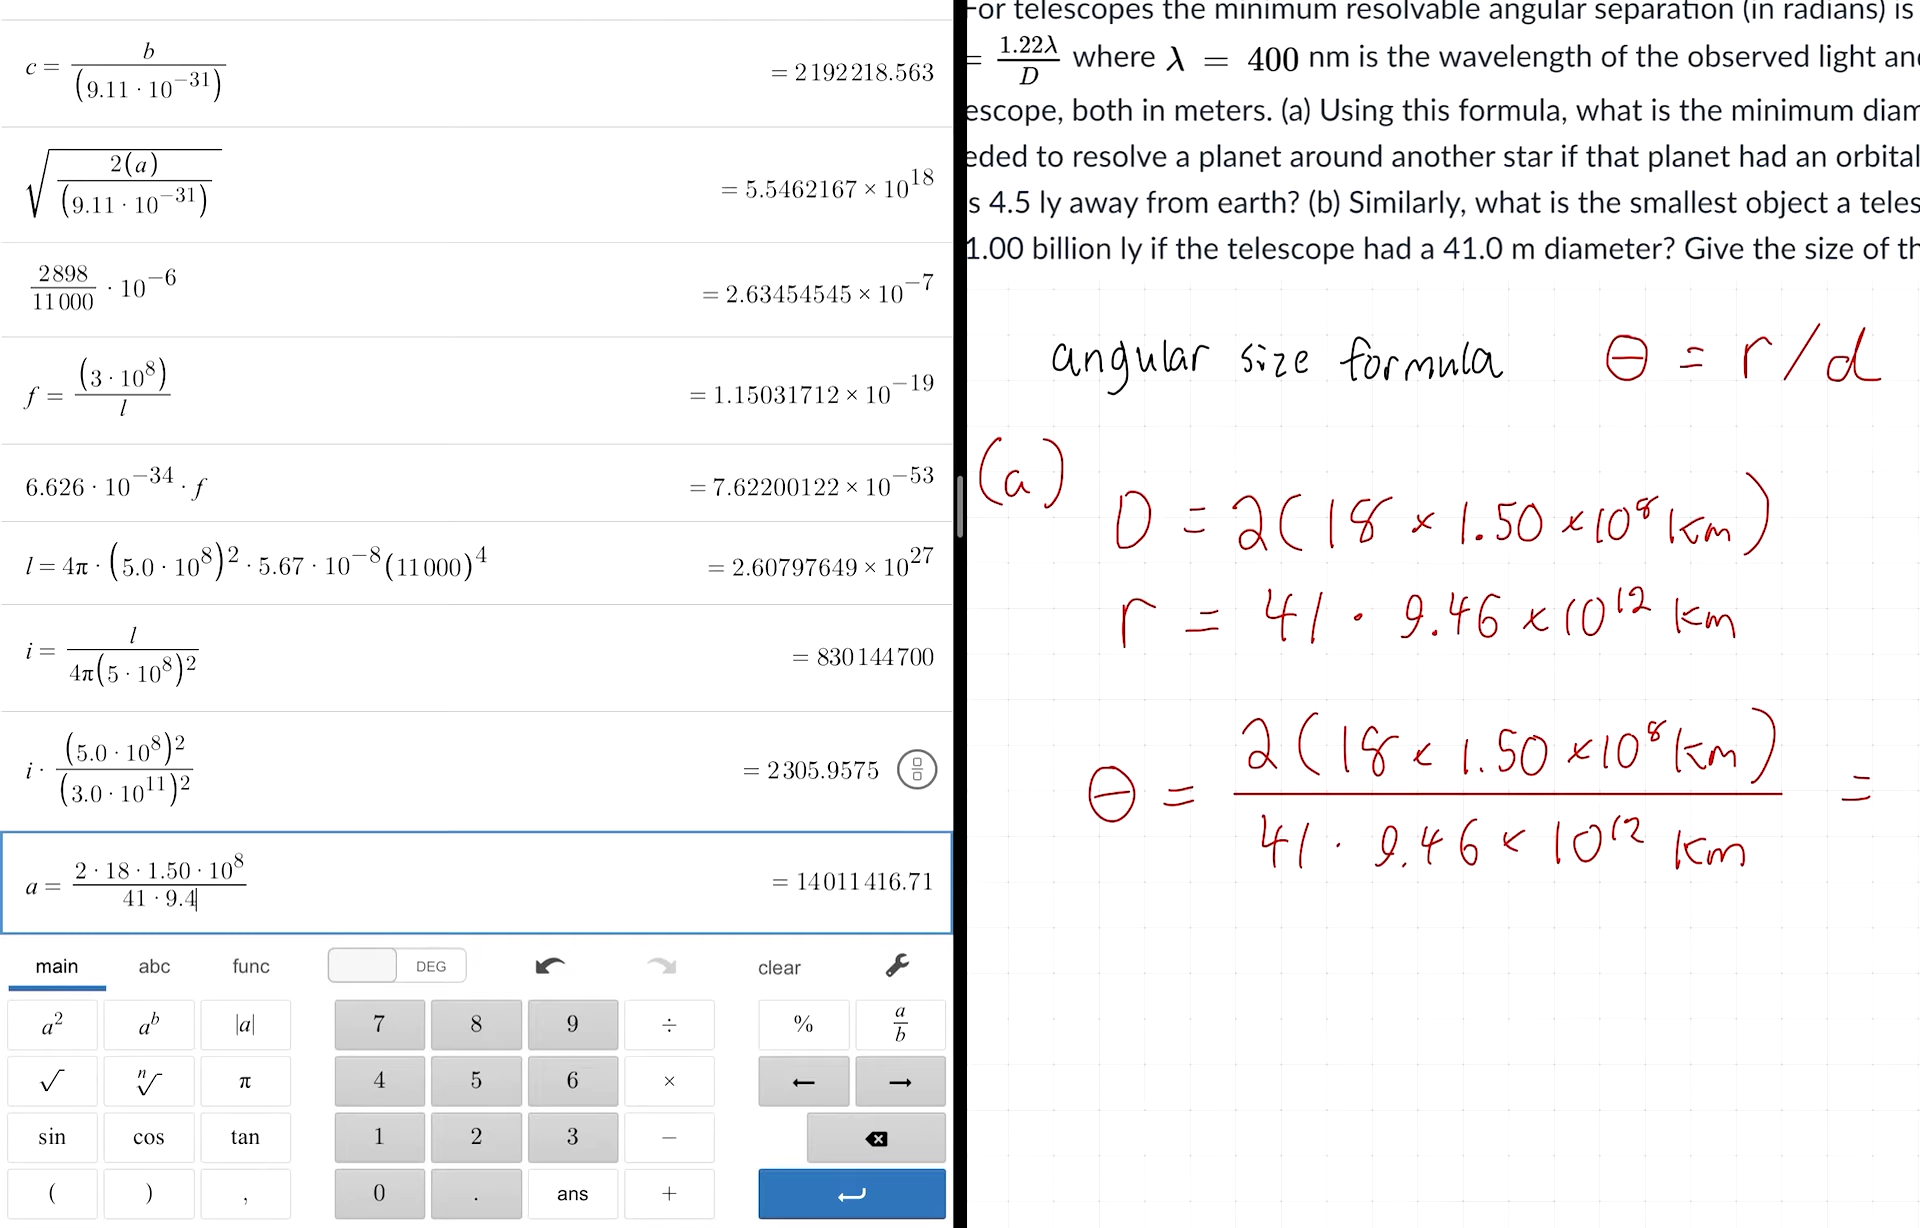 c = b / (9.11 · 10^−31) = 2192218.563
√(2(a) / (9.11 · 10^−31)) = 5.5462167 × 10^18
2898 / 11000 · 10^−6 = 2.63454545 × 10^−7
f = (3 · 10^8) / l = 1.15031712 × 10^−19
6.626 · 10^−34 · f = 7.62200122 × 10^−53
l = 4π · (5.0 · 10^8)^2 · 5.67 · 10^−8 (11000)^4 = 2.60797649 × 10^27
i = l / 4π(5 · 10^8)^2 = 830144700
i · (5.0 · 10^8)^2 / (3.0 · 10^11)^2 = 2305.9575
a = 2 · 18 · 1.50 · 10^8 / 41 · 9.4 = 14011416.71
main abc func DEG clear
a^2 a^b |a| 7 8 9 ÷ % a/b
√ ⁿ√ π 4 5 6 × ← →
sin cos tan 1 2 3 −
( ) , 0 . ans +
For telescopes the minimum resolvable angular separation (in radians) is
= 1.22λ / D where λ = 400 nm is the wavelength of the observed light an
escope, both in meters. (a) Using this formula, what is the minimum diam
eded to resolve a planet around another star if that planet had an orbital
s 4.5 ly away from earth? (b) Similarly, what is the smallest object a teles
1.00 billion ly if the telescope had a 41.0 m diameter? Give the size of th
angular size formula θ = r/d
(a)
D = 2(18 × 1.50 × 10^8 km)
r = 41 · 9.46 × 10^12 km
θ = 2(18 × 1.50 × 10^8 km) / 41 · 9.46 × 10^12 km =